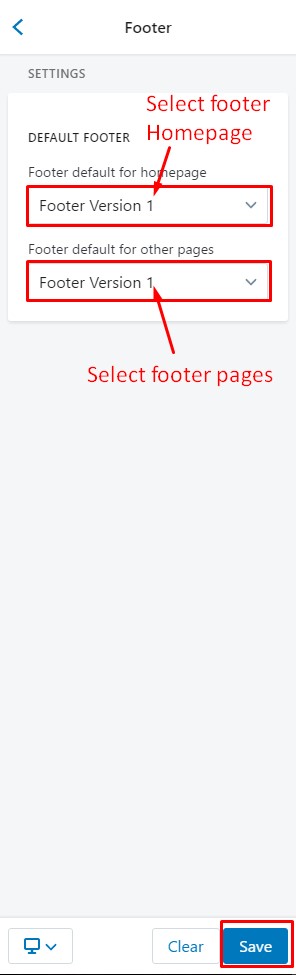 Footer
SETTINGS
Select footer
Homepage
DEFAULT FOOTER
Footer default for homepage
Footer Version 1
Footer default for other pages
Footer Version 1
Select footer pages
Clear
Save